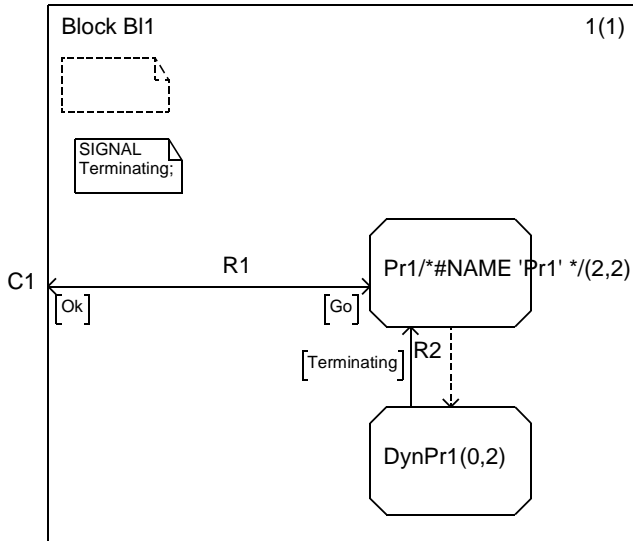 Block Bl1
1(1)
SIGNAL
Terminating;
R1
C1
Pr1/*#NAME 'Pr1' */(2,2)
[Ok]
[Go]
R2
[Terminating]
DynPr1(0,2)